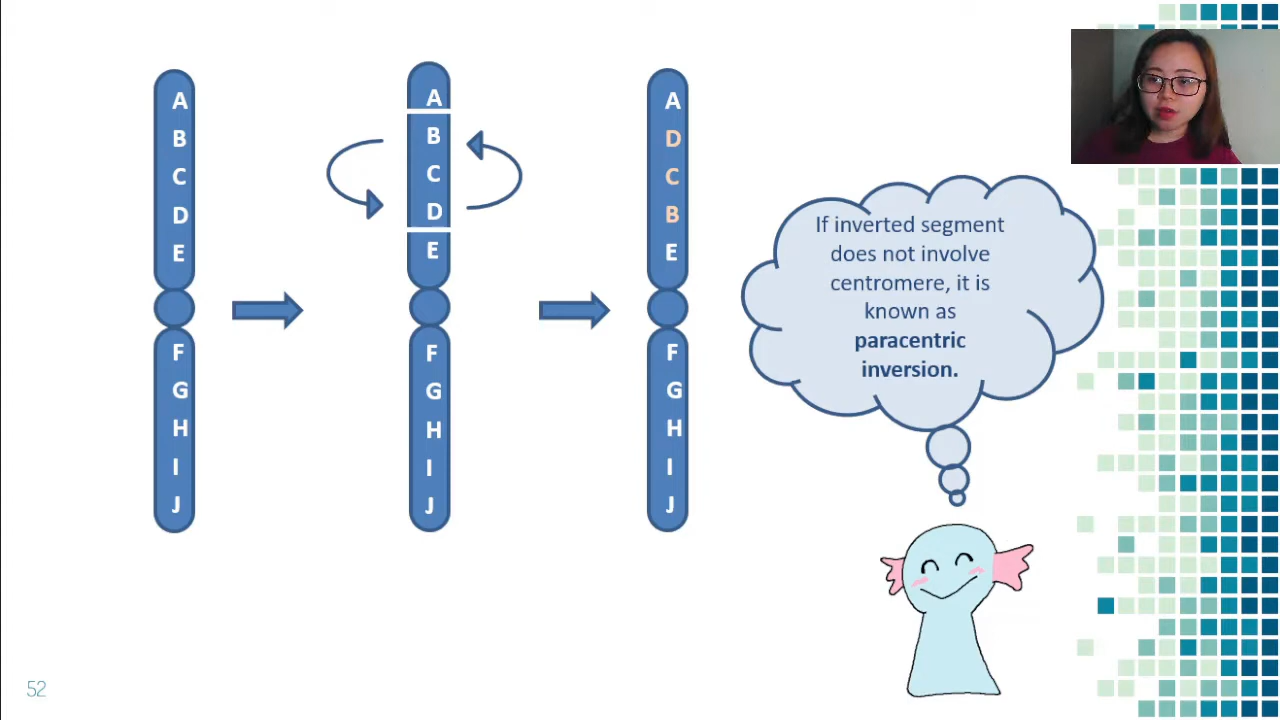 A
B
C
D
E
F
G
H
I
J
A
B
C
D
E
F
G
H
I
J
A
D
C
B
E
F
G
H
I
J
If inverted segment
does not involve
centromere, it is
known as
paracentric
inversion.
52